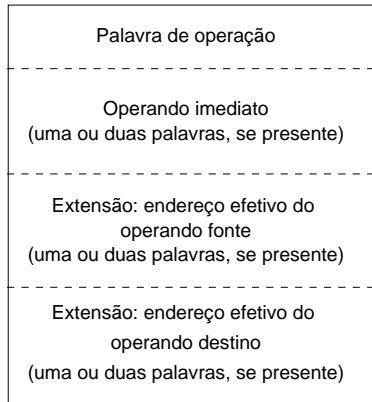 Palavra de operação
Operando imediato
(uma ou duas palavras, se presente)
Extensão: endereço efetivo do
operando fonte
(uma ou duas palavras, se presente)
Extensão: endereço efetivo do
operando destino
(uma ou duas palavras, se presente)